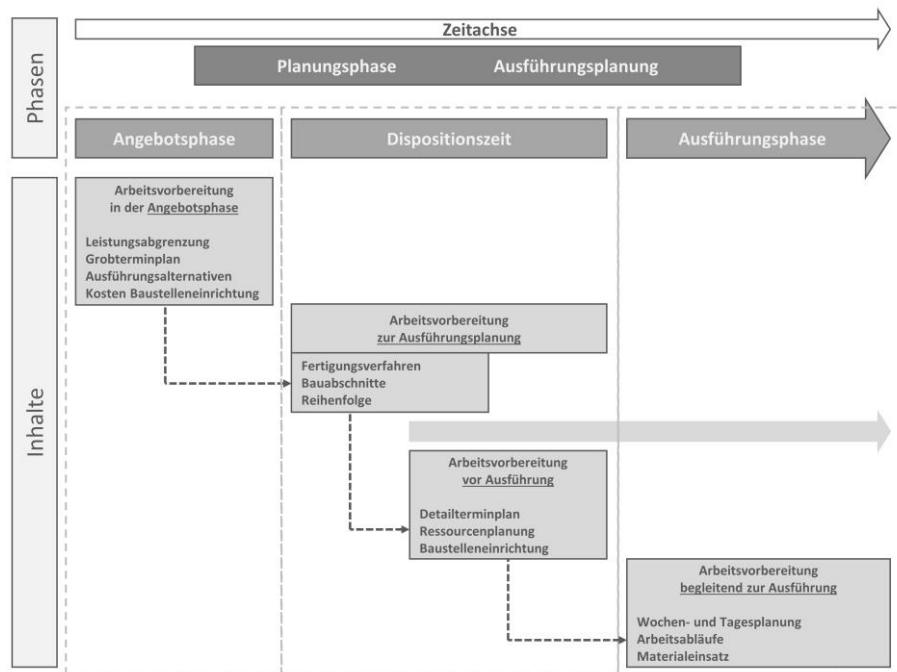 Phasen
Zeitachse
Planungsphase Ausführungsplanung
Angebotsphase
Dispositionszeit
Ausführungsphase
Inhalte
Arbeitsvorbereitung
in der Angebotsphase
Leistungsabgrenzung
Grobterminplan
Ausführungsalternativen
Kosten Baustelleneinrichtung
Arbeitsvorbereitung
zur Ausführungsplanung
Fertigungsverfahren
Bauabschnitte
Reihenfolge
Arbeitsvorbereitung
vor Ausführung
Detailterminplan
Ressourcenplanung
Baustelleneinrichtung
Arbeitsvorbereitung
begleitend zur Ausführung
Wochen- und Tagesplanung
Arbeitsabläufe
Materialeinsatz